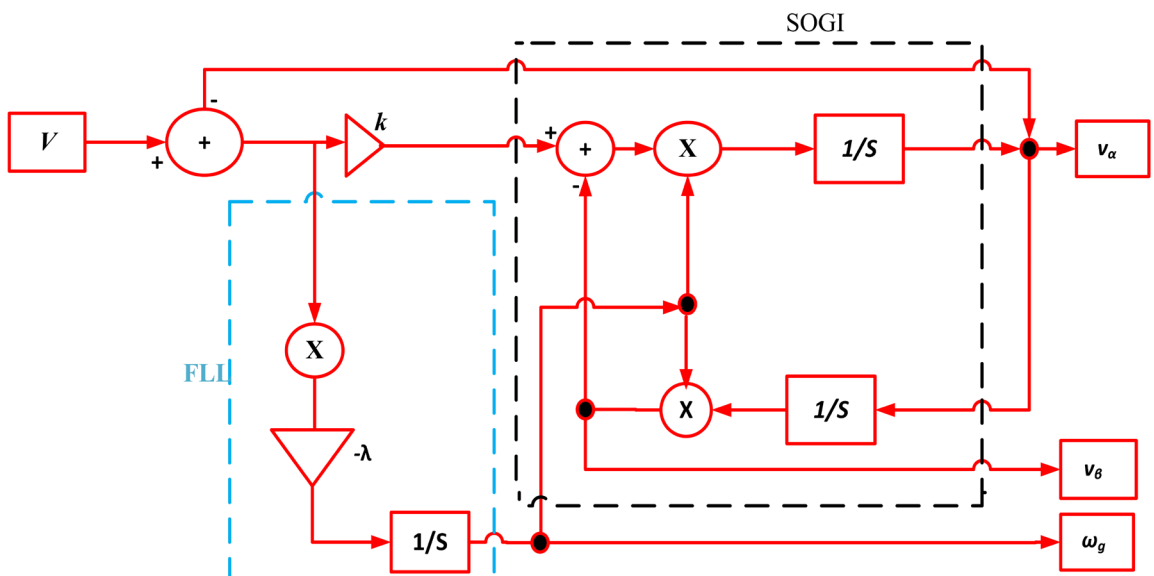 SOGI
-
k
V
+
+
+
+
X
1/S
vα
-
X
FLL
X
1/S
-λ
vβ
1/S
ωg